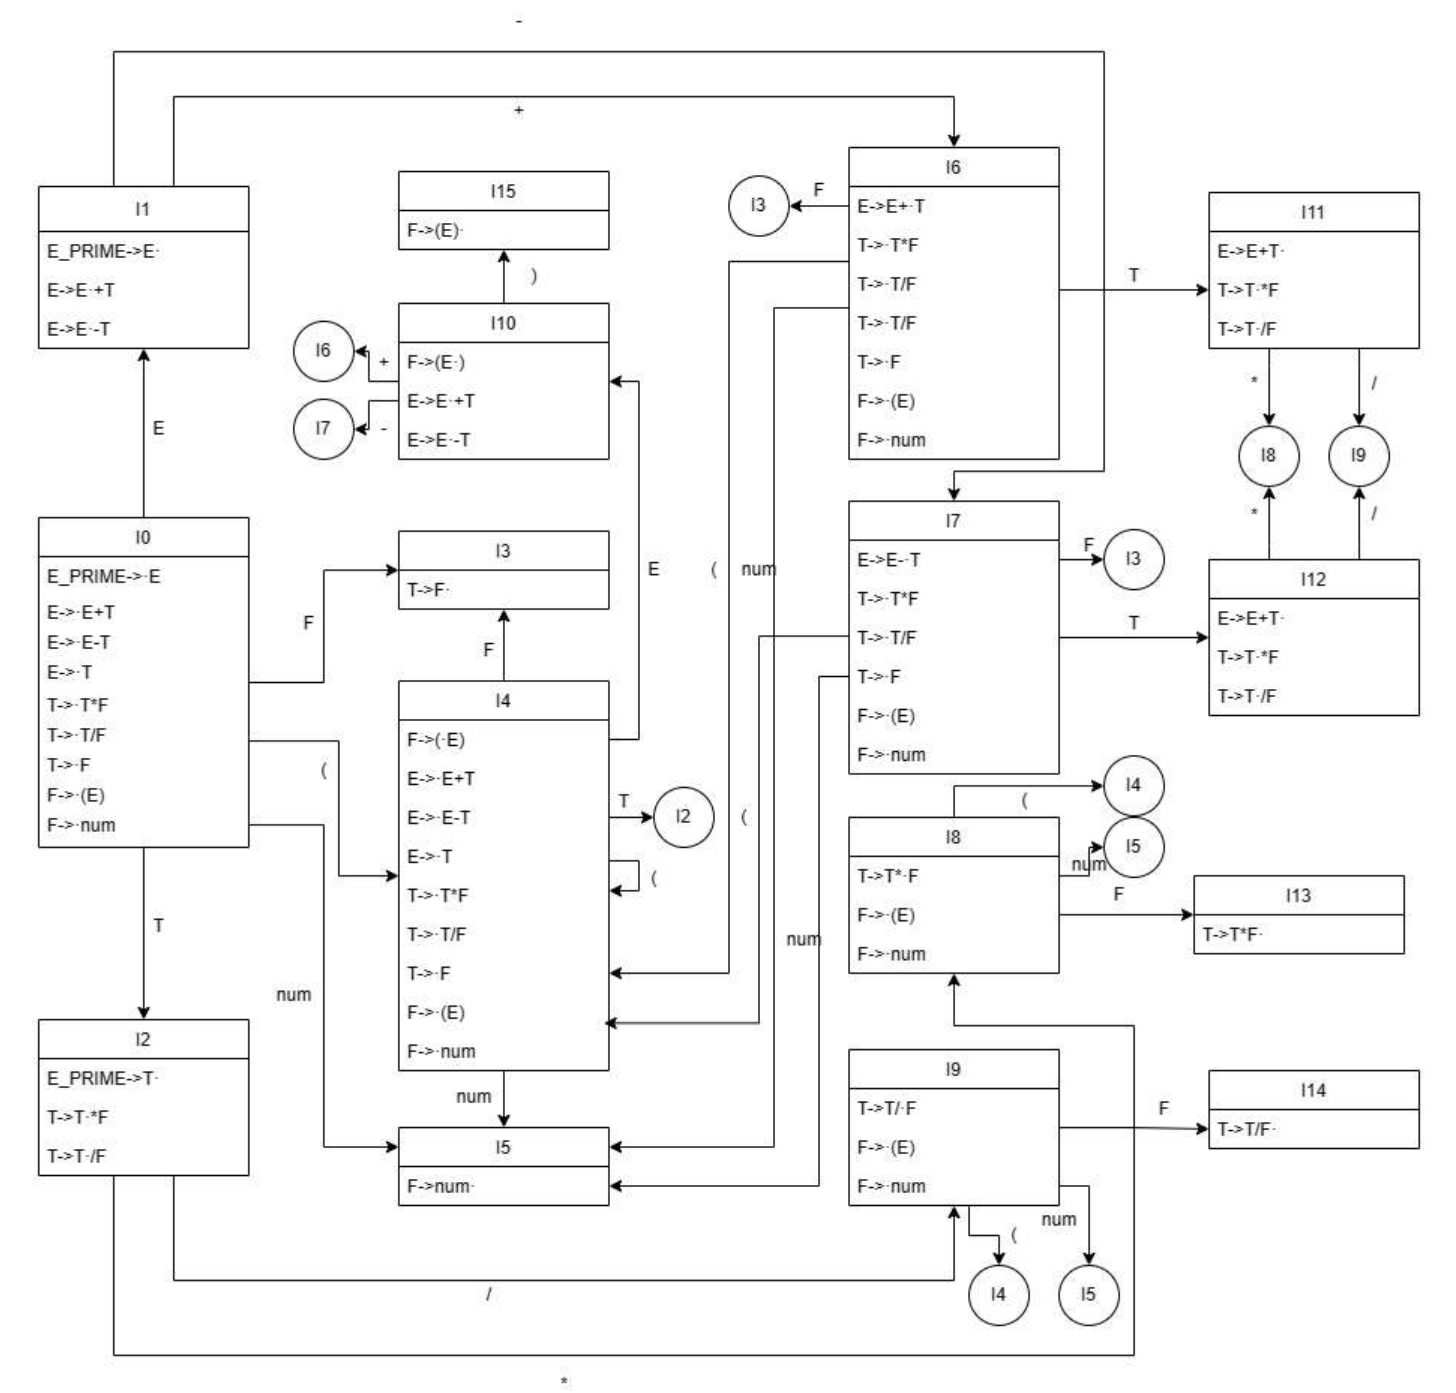 -
+
I1
E_PRIME->E·
E->E·+T
E->E·-T
E
I0
E_PRIME->·E
E->·E+T
E->·E-T
E->·T
T->·T*F
T->·T/F
T->·F
F->·(E)
F->·num
T
I2
E_PRIME->T·
T->T·*F
T->T·/F
/
*
F
(
num
I15
F->(E)·
)
I10
F->(E·)
E->E·+T
E->E·-T
+
I6
-
I7
I3
T->F·
F
I4
F->(·E)
E->·E+T
E->·E-T
E->·T
T->·T*F
T->·T/F
T->·F
F->·(E)
F->·num
E
T
I2
(
num
I5
F->num·
(
num
(
num
I3
F
I6
E->E+·T
T->·T*F
T->·T/F
T->·T/F
T->·F
F->·(E)
F->·num
T
I11
E->E+T·
T->T·*F
T->T·/F
*
/
I8
I9
*
/
I12
E->E+T·
T->T·*F
T->T·/F
I7
E->E-·T
T->·T*F
T->·T/F
T->·F
F->·(E)
F->·num
F
I3
T
I8
T->T*·F
F->·(E)
F->·num
(
I4
num
I5
F
I13
T->T*F·
I9
T->T/·F
F->·(E)
F->·num
F
I14
T->T/F·
(
I4
num
I5